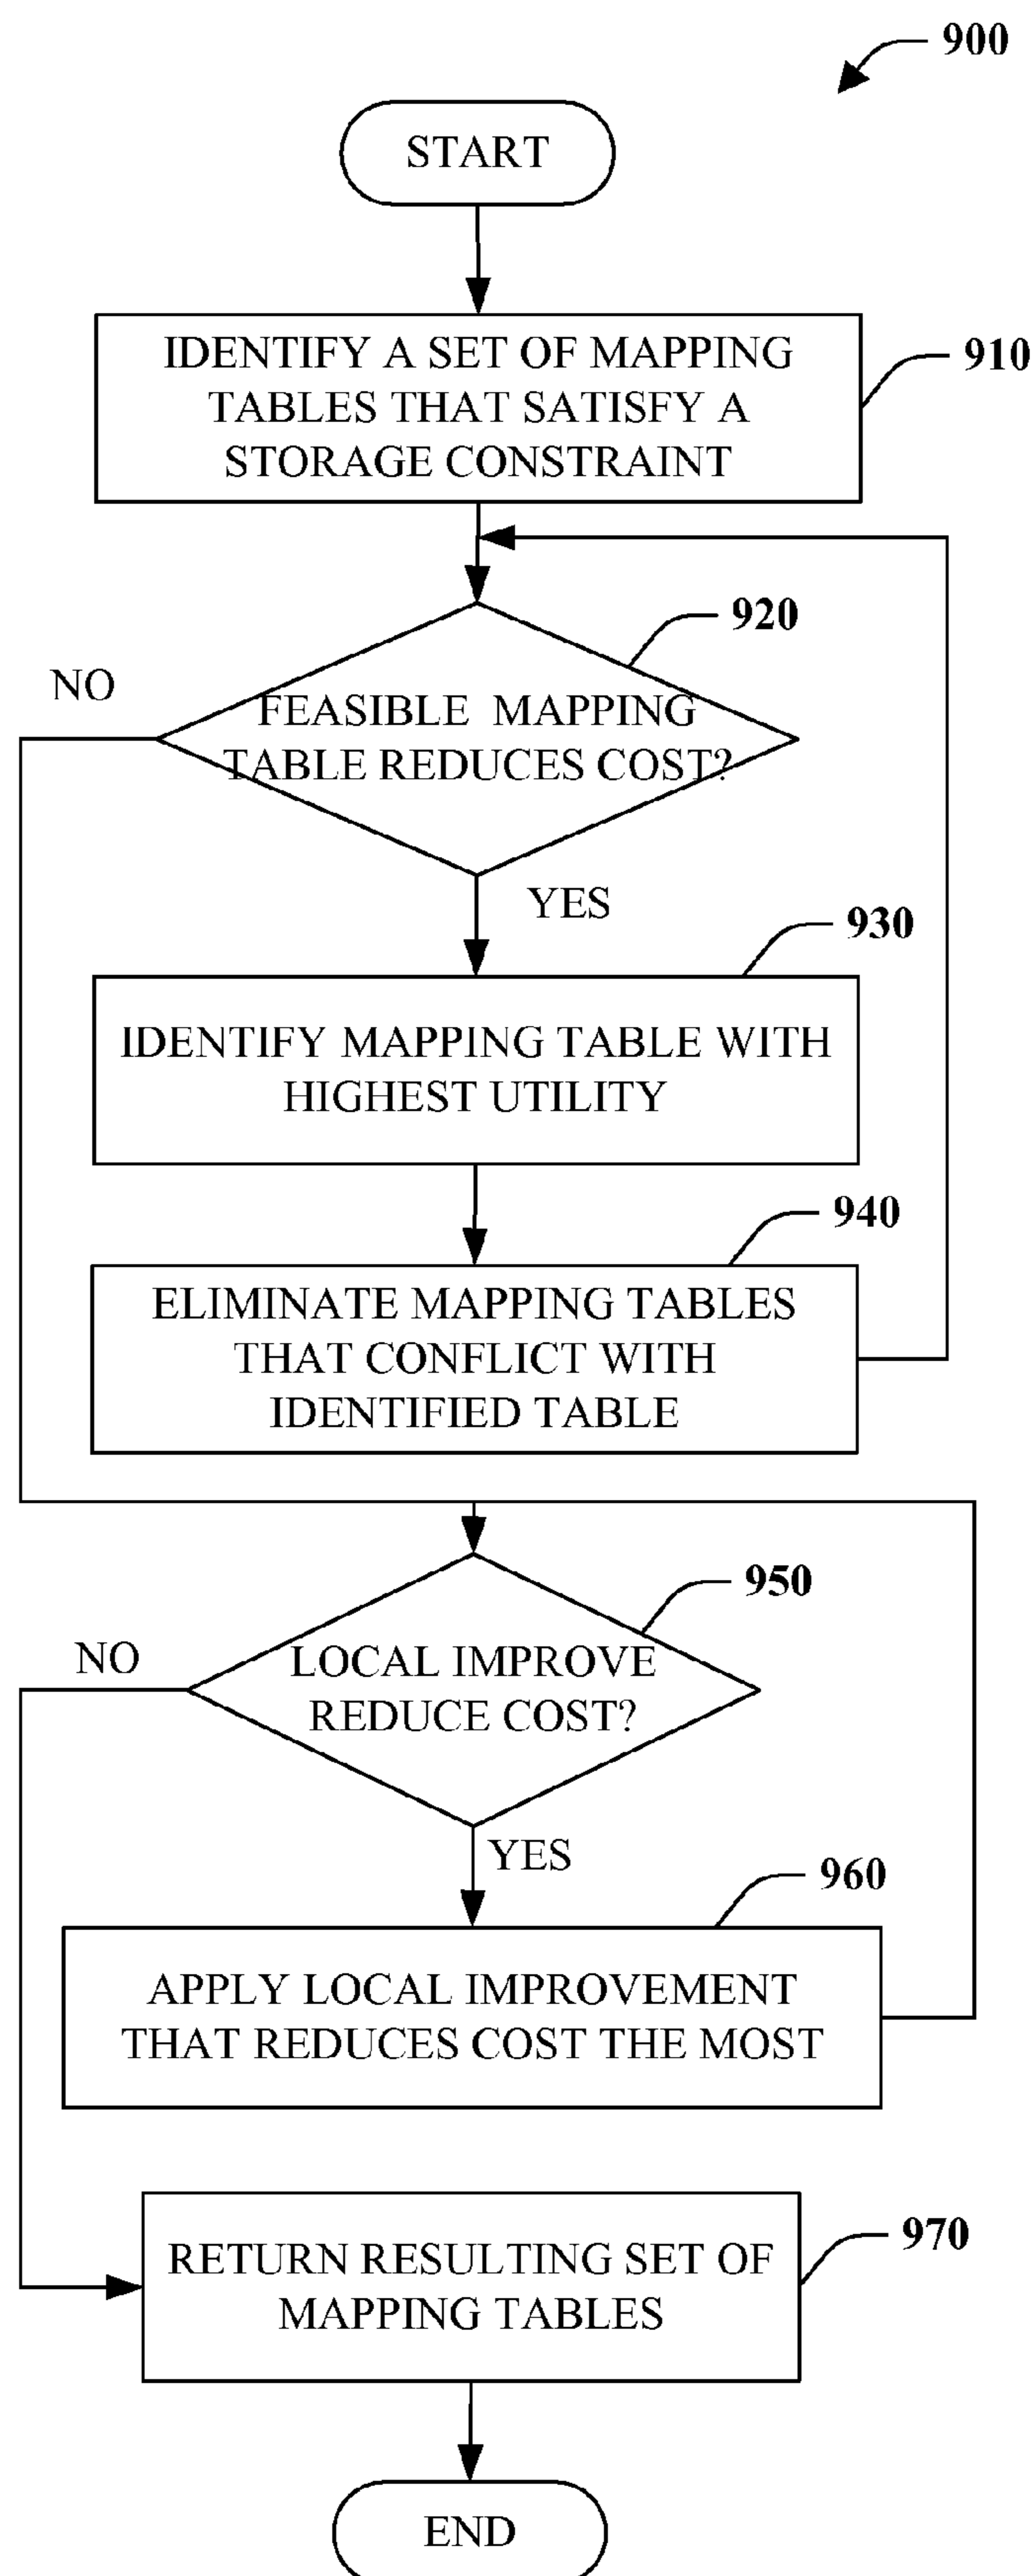 900
START
IDENTIFY A SET OF MAPPING
TABLES THAT SATISFY A
STORAGE CONSTRAINT
910
920
NO
FEASIBLE MAPPING
TABLE REDUCES COST?
YES
930
IDENTIFY MAPPING TABLE WITH
HIGHEST UTILITY
940
ELIMINATE MAPPING TABLES
THAT CONFLICT WITH
IDENTIFIED TABLE
950
NO
LOCAL IMPROVE
REDUCE COST?
YES
960
APPLY LOCAL IMPROVEMENT
THAT REDUCES COST THE MOST
970
RETURN RESULTING SET OF
MAPPING TABLES
END